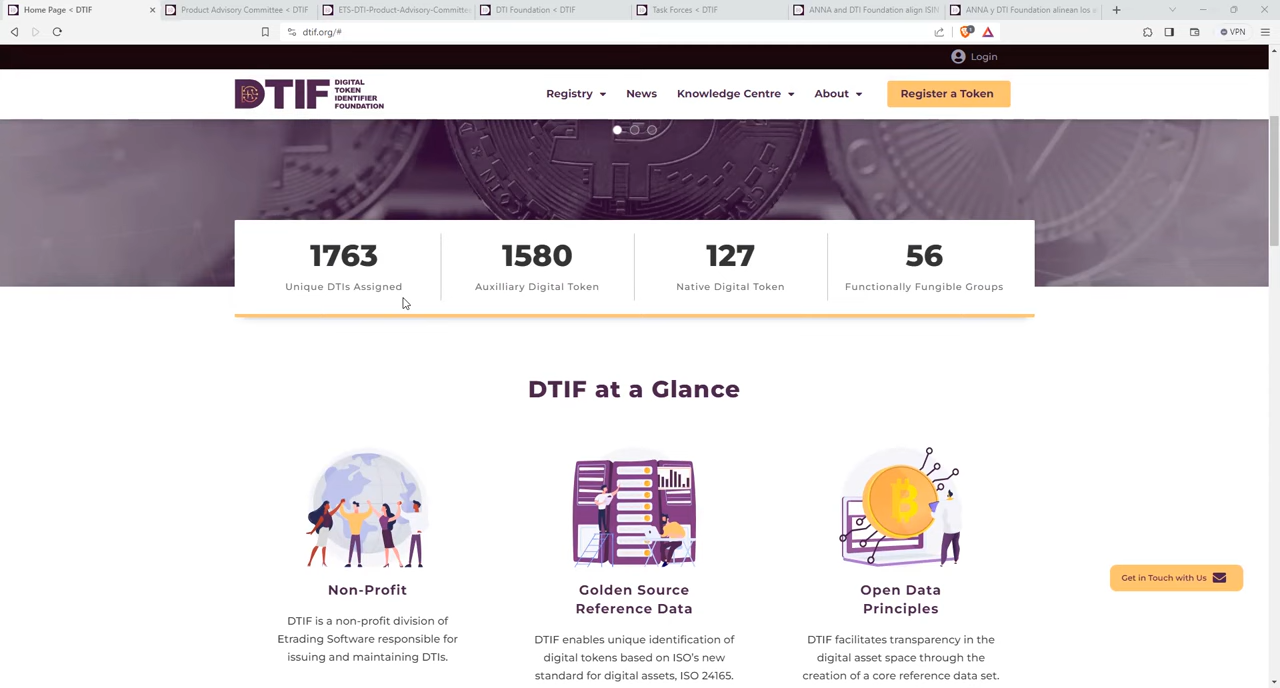 Home Page < DTIF
Product Advisory Committee < DTIF
ETS-DTI-Product-Advisory-Committe
DTI Foundation < DTIF
Task Forces < DTIF
ANNA and DTI Foundation align ISIN
ANNA y DTI Foundation alinean los
dtif.org/#
1
VPN
Login
DTIF
DIGITAL
TOKEN
IDENTIFIER
FOUNDATION
Registry
News
Knowledge Centre
About
Register a Token
1763
Unique DTIs Assigned
1580
Auxilliary Digital Token
127
Native Digital Token
56
Functionally Fungible Groups
DTIF at a Glance
Non-Profit
DTIF is a non-profit division of
Etrading Software responsible for
issuing and maintaining DTIs.
Golden Source
Reference Data
DTIF enables unique identification of
digital tokens based on ISO's new
standard for digital assets, ISO 24165.
Open Data
Principles
DTIF facilitates transparency in the
digital asset space through the
creation of a core reference data set.
Get in Touch with Us